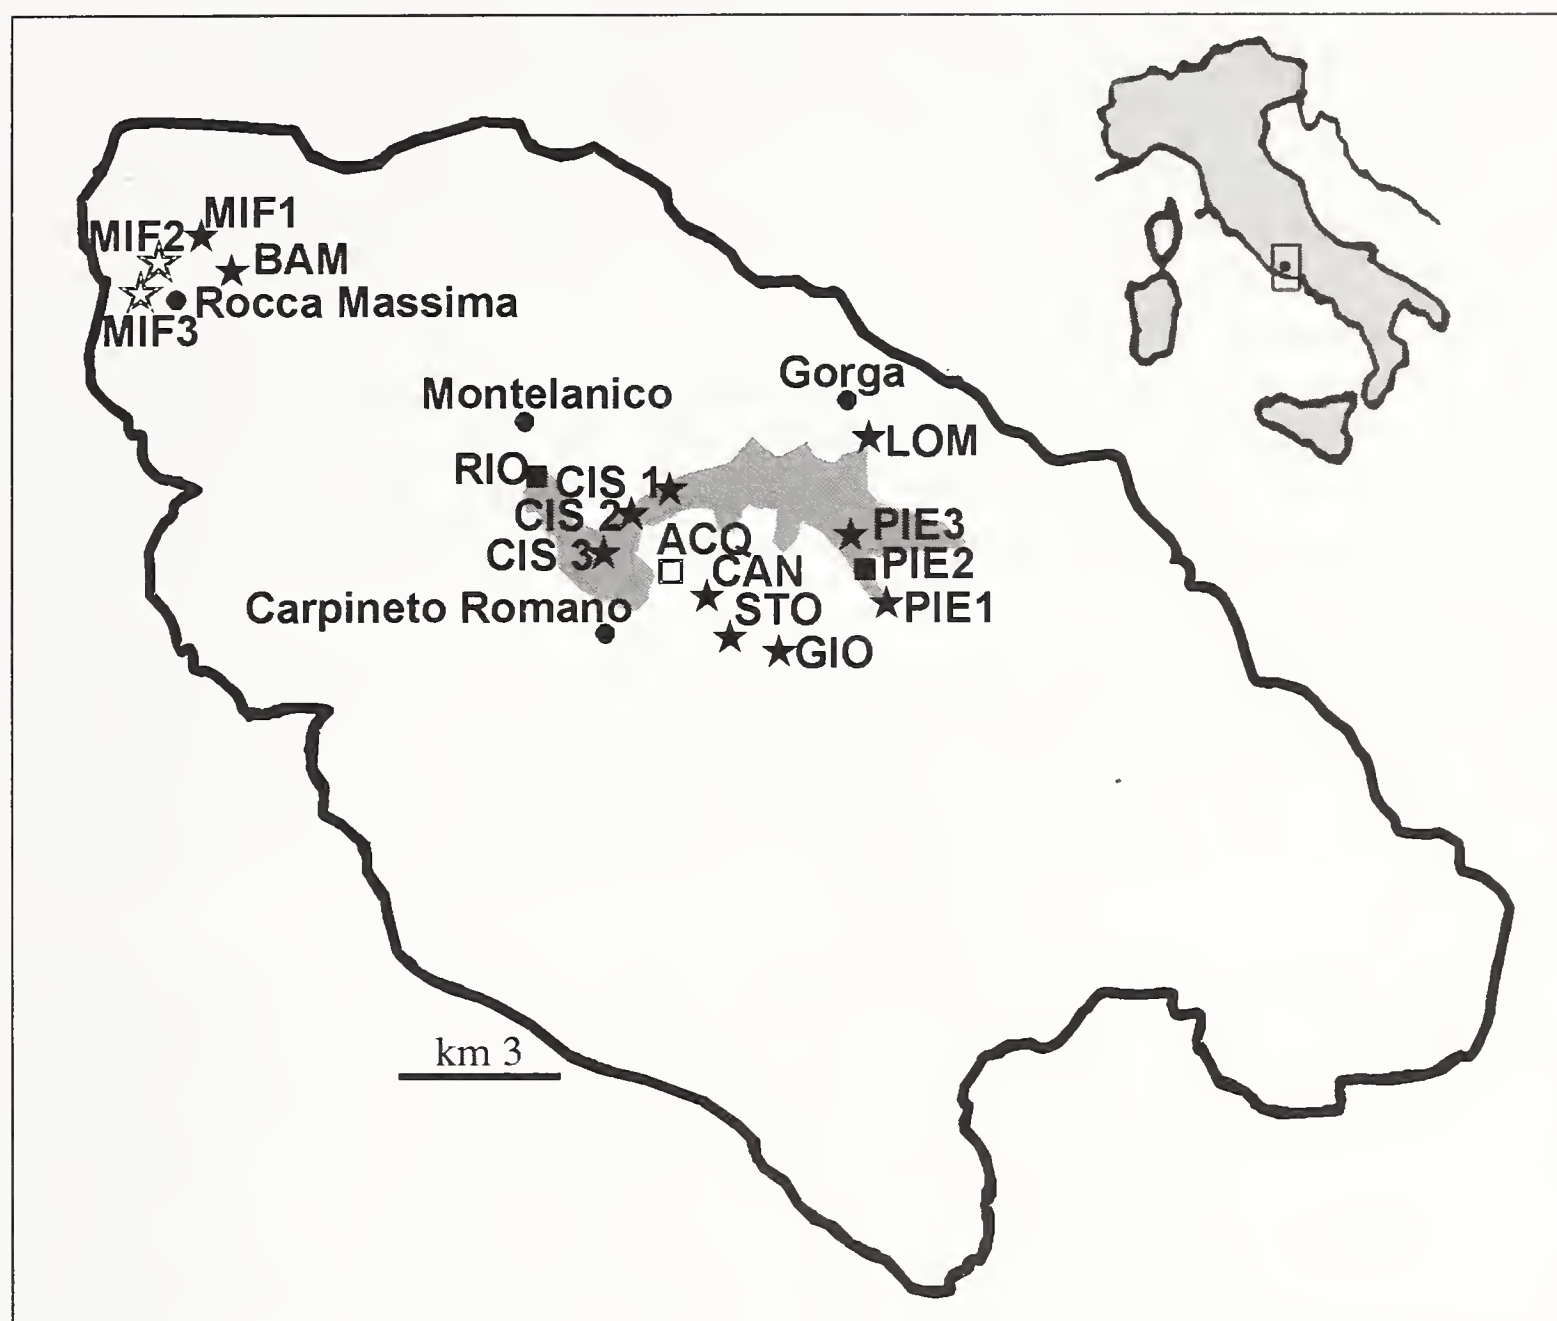 MIF1
MIF2
BAM
Rocca Massima
MIF3
Gorga
Montelanico
LOM
RIO
CIS 1
CIS 2
PIE3
ACQ
CIS 3
PIE2
CAN
Carpineto Romano
STO
PIE1
GIO
km 3